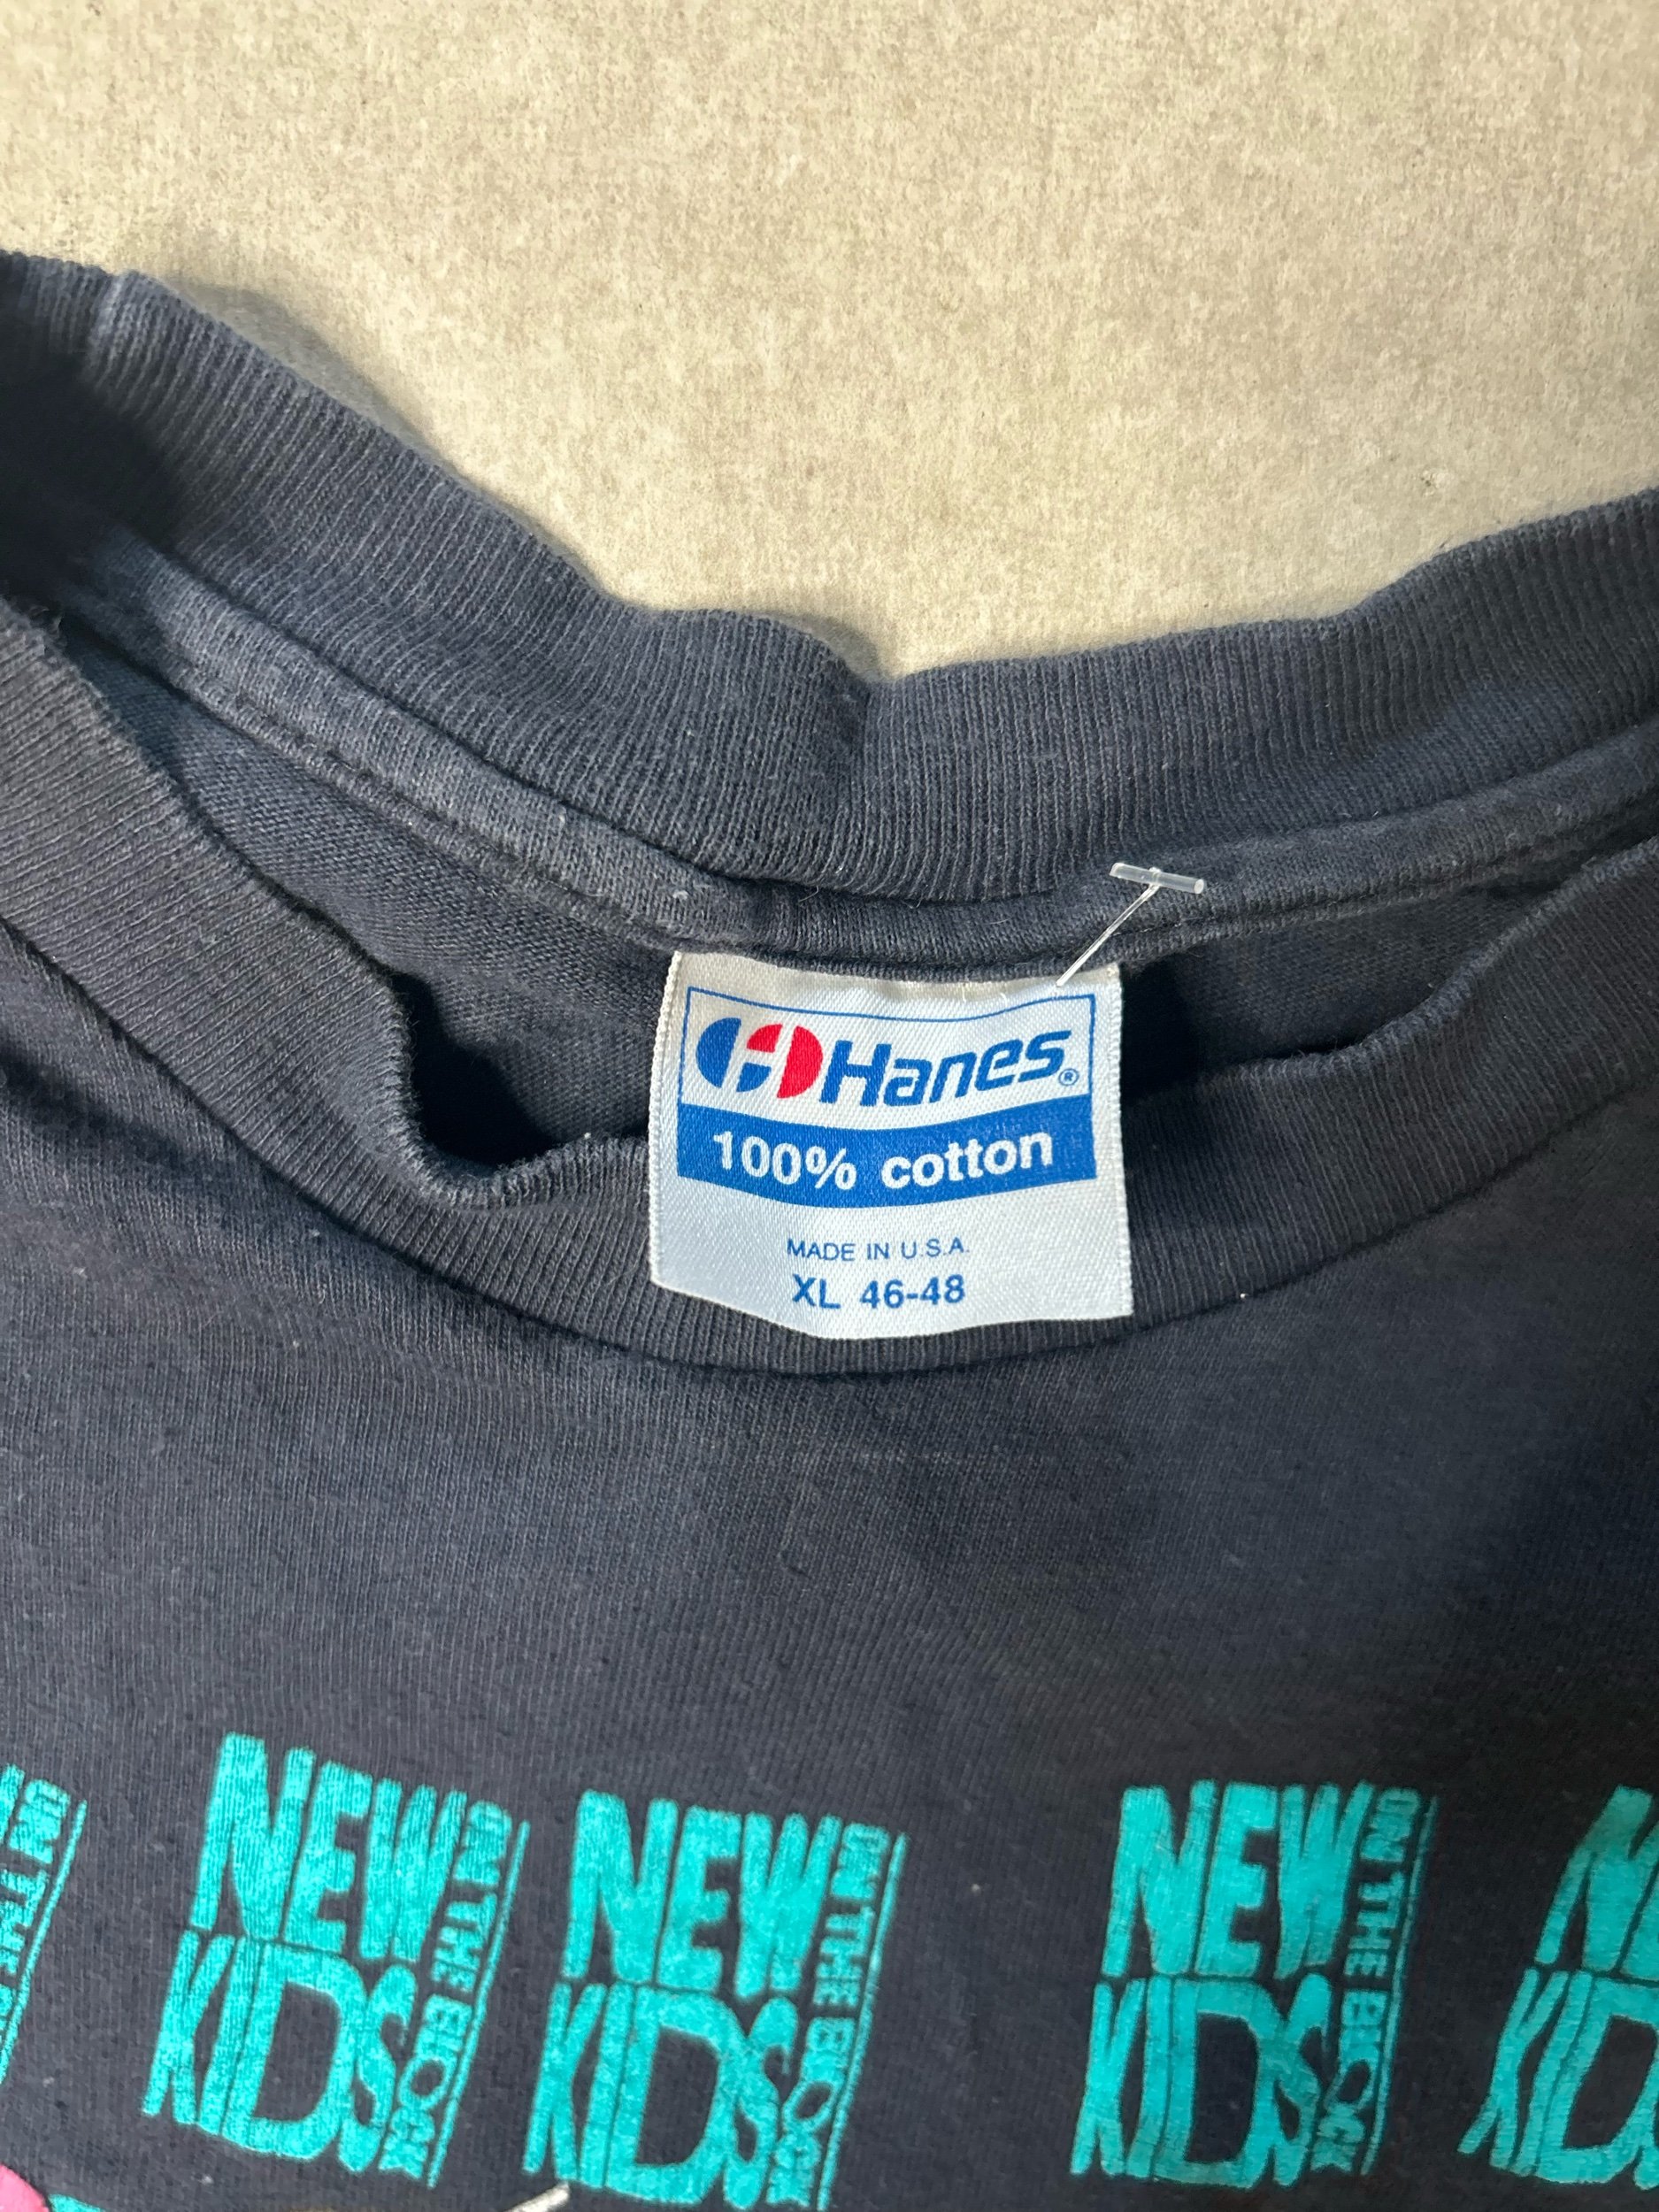 Hanes®
100% cotton
MADE IN U.S.A.
XL 46-48
NEW
KIDS
ON THE BLOCK
NEW
KIDS
ON THE BLOCK
NEW
KIDS
ON THE BLOCK